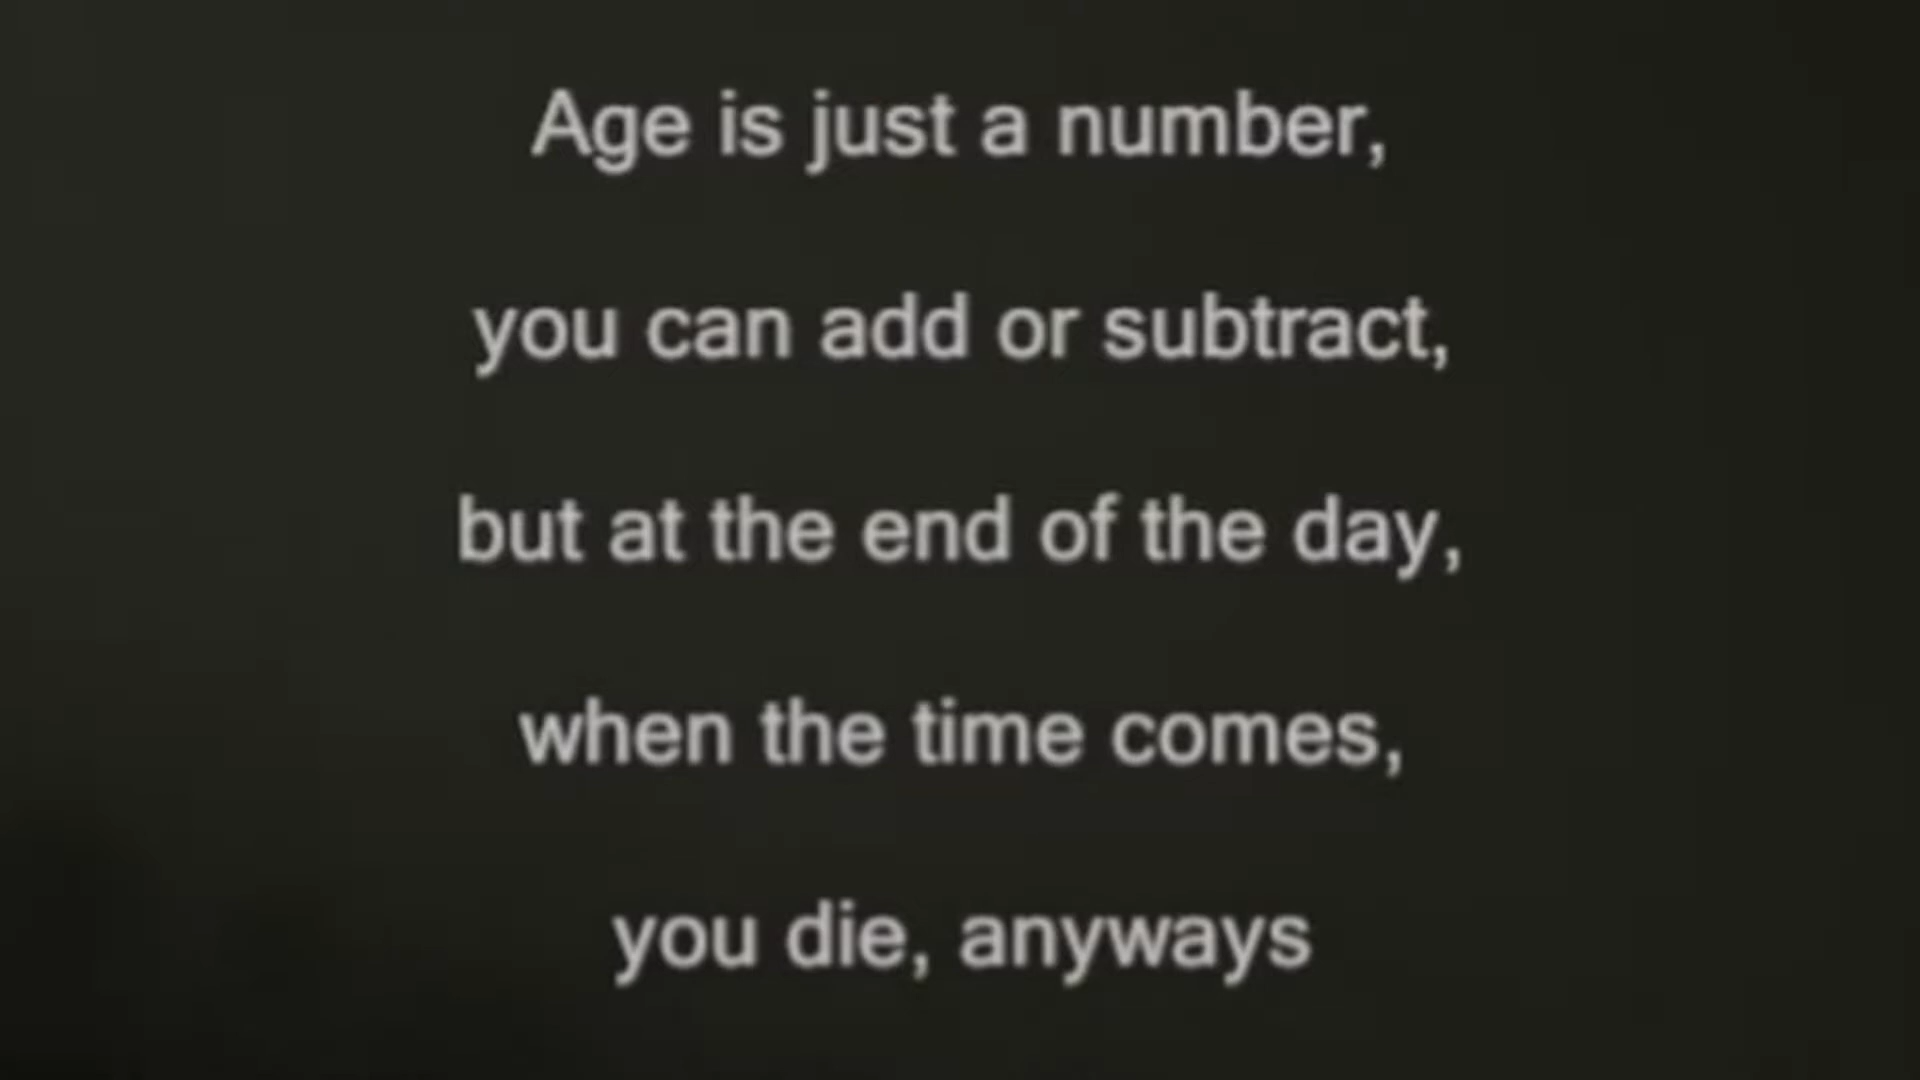 Age is just a number,
you can add or subtract,
but at the end of the day,
when the time comes,
you die, anyways